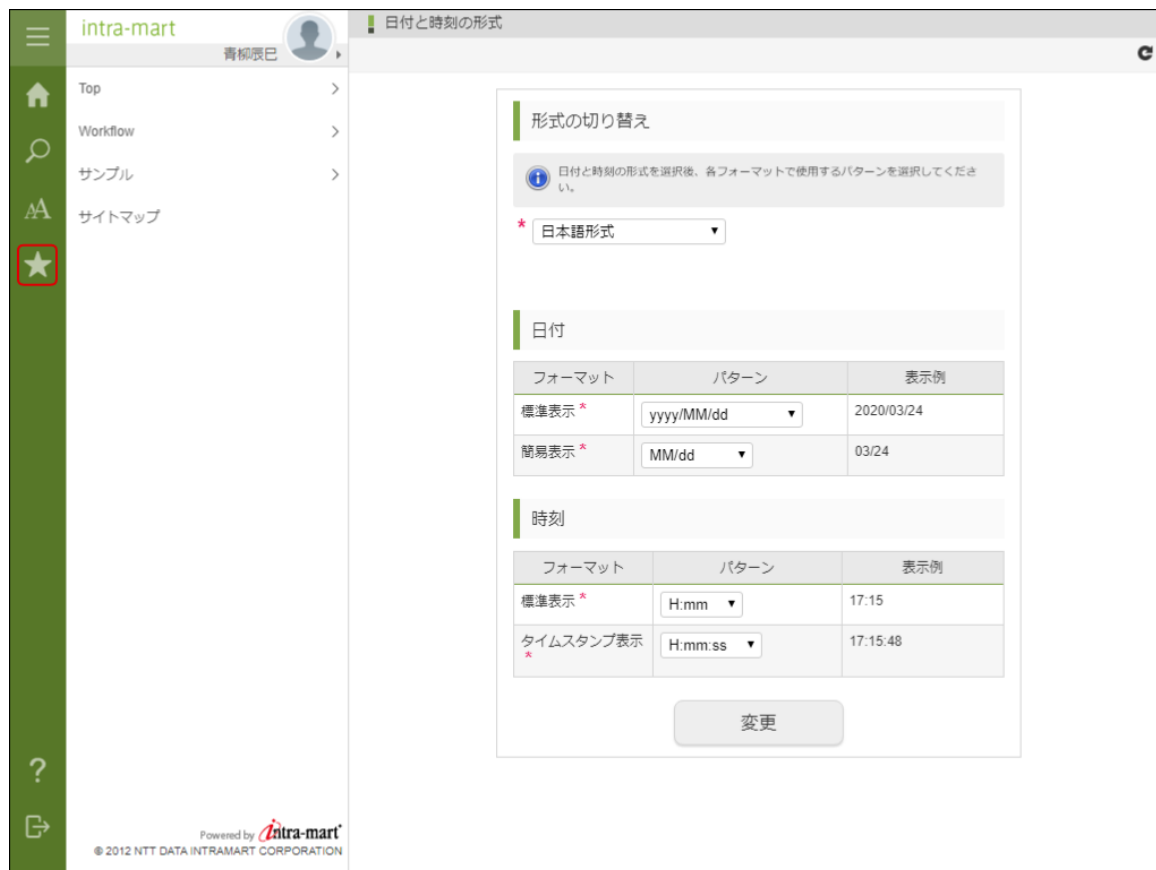 intra-mart
青柳辰巳
Top
Workflow
サンプル
サイトマップ
AA
?
Powered by intra-mart
© 2012 NTT DATA INTRAMART CORPORATION
日付と時刻の形式
形式の切り替え
日付と時刻の形式を選択後、各フォーマットで使用するパターンを選択してくださ
い。
* 日本語形式
日付
フォーマット パターン 表示例
標準表示 * yyyy/MM/dd 2020/03/24
簡易表示 * MM/dd 03/24
時刻
フォーマット パターン 表示例
標準表示 * H:mm 17:15
タイムスタンプ表示 H:mm:ss 17:15:48
*
変更